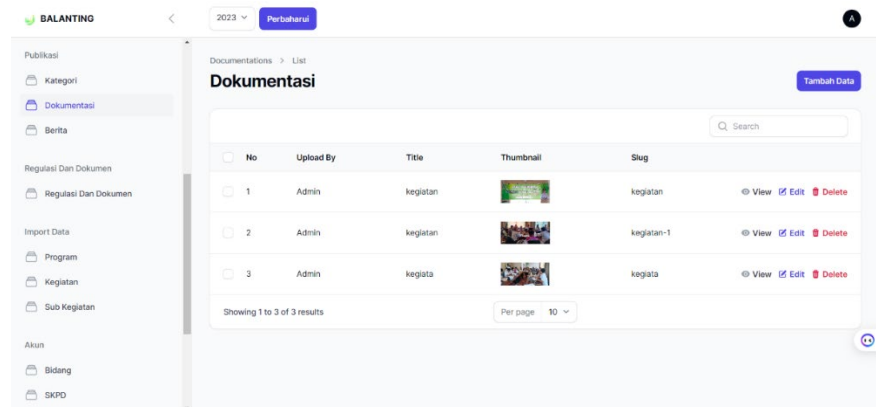 BALANTING
2023 Perbaharui
A
Publikasi
Kategori
Dokumentasi
Berita
Regulasi Dan Dokumen
Regulasi Dan Dokumen
Import Data
Program
Kegiatan
Sub Kegiatan
Akun
Bidang
SKPD
Documentations > List
Dokumentasi
Tambah Data
Search
No Upload By Title Thumbnail Slug
1 Admin kegiatan kegiatan View Edit Delete
2 Admin kegiatan kegiatan-1 View Edit Delete
3 Admin kegiata kegiata View Edit Delete
Showing 1 to 3 of 3 results Per page 10